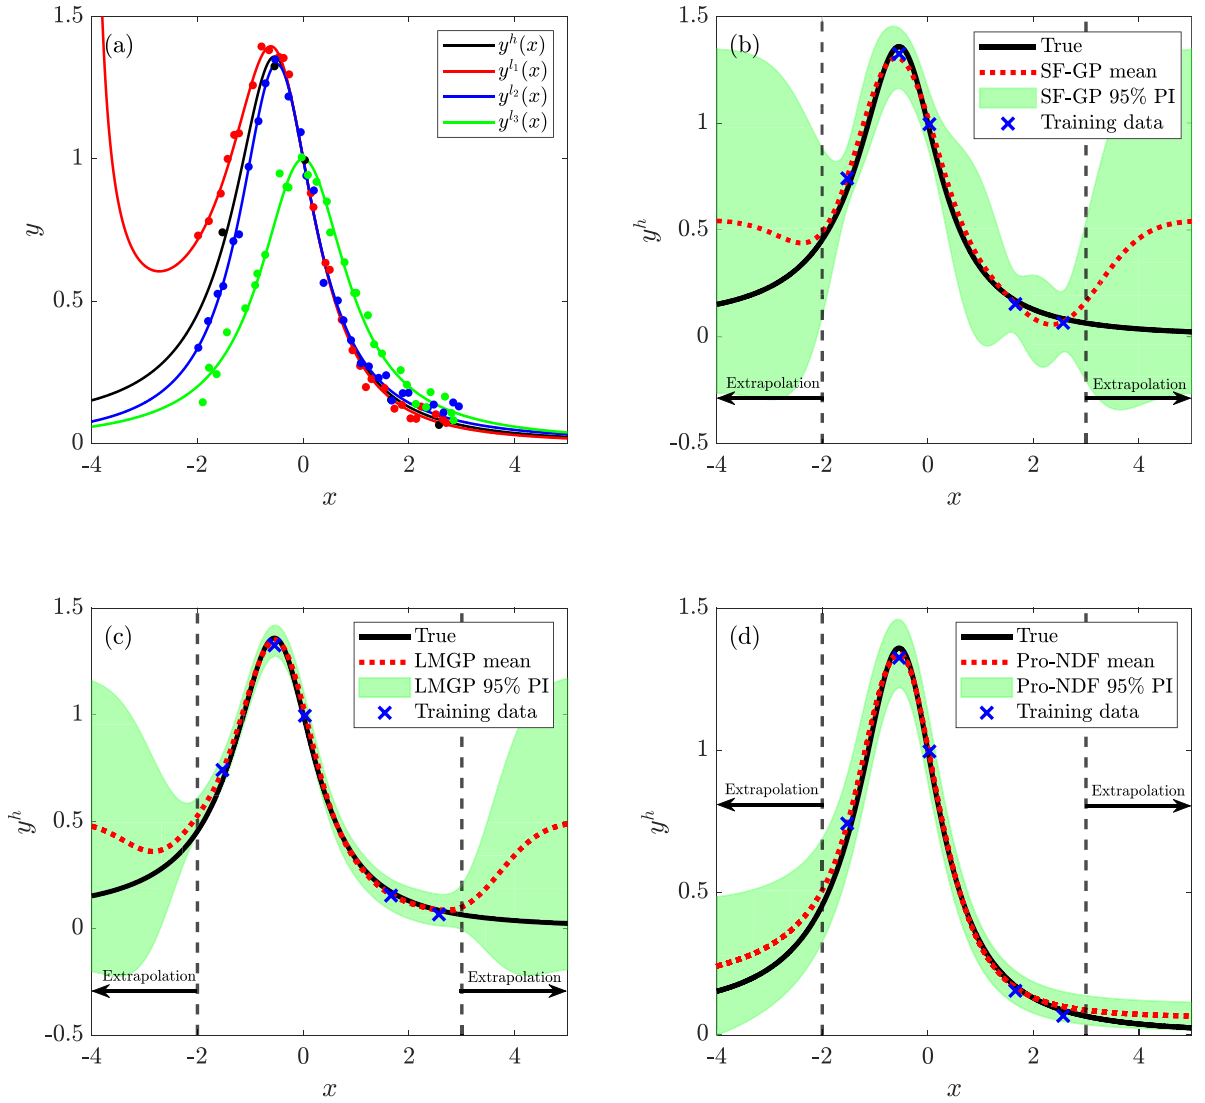 (a)
y^h(x)
y^{l_1}(x)
y^{l_2}(x)
y^{l_3}(x)
1.5
1
0.5
0
y
-4 -2 0 2 4
x
(b)
True
SF-GP mean
SF-GP 95% PI
Training data
1.5
1
0.5
0
-0.5
y^h
Extrapolation
Extrapolation
-4 -2 0 2 4
x
(c)
True
LMGP mean
LMGP 95% PI
Training data
1.5
1
0.5
0
-0.5
y^h
Extrapolation
Extrapolation
-4 -2 0 2 4
x
(d)
True
Pro-NDF mean
Pro-NDF 95% PI
Training data
1.5
1
0.5
0
y^h
Extrapolation
Extrapolation
-4 -2 0 2 4
x